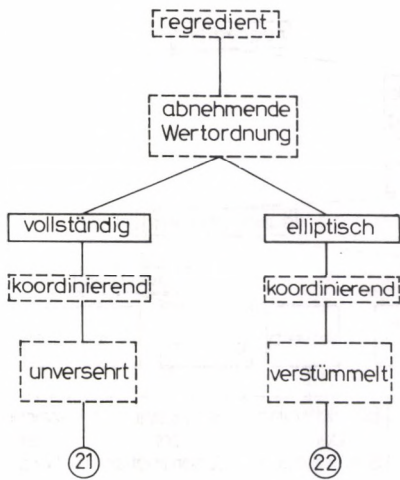 regredient
abnehmende
Wertordnung
vollständig
elliptisch
koordinierend
koordinierend
unversehrt
verstümmelt
21
22